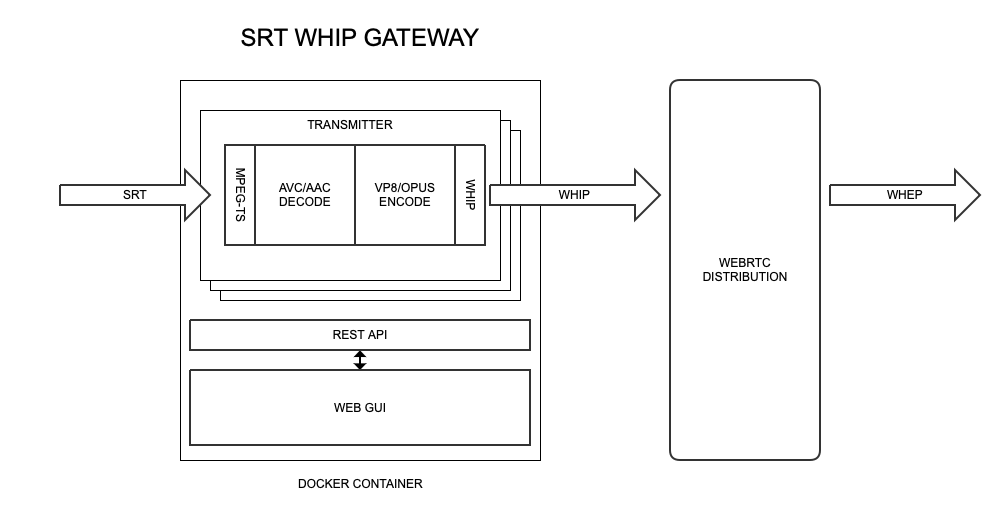 SRT WHIP GATEWAY
TRANSMITTER
SRT
MPEG-TS
AVC/AAC
DECODE
VP8/OPUS
ENCODE
WHIP
WHIP
WHEP
WEBRTC
DISTRIBUTION
REST API
WEB GUI
DOCKER CONTAINER